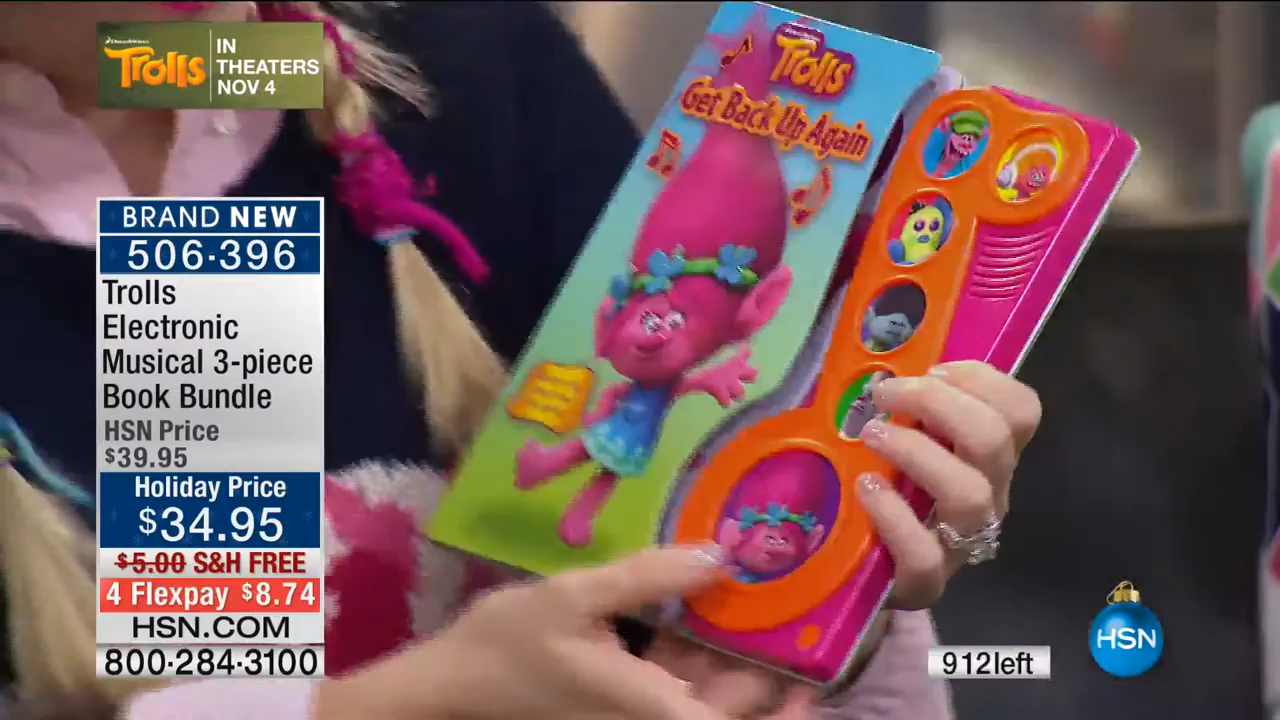 DreamWorks
Trolls
IN
THEATERS
NOV 4
Trolls
Get Back Up Again
BRAND NEW
506-396
Trolls
Electronic
Musical 3-piece
Book Bundle
HSN Price
$39.95
Holiday Price
$34.95
$5.00 S&H FREE
4 Flexpay $8.74
HSN.COM
800-284-3100
912left
HSN